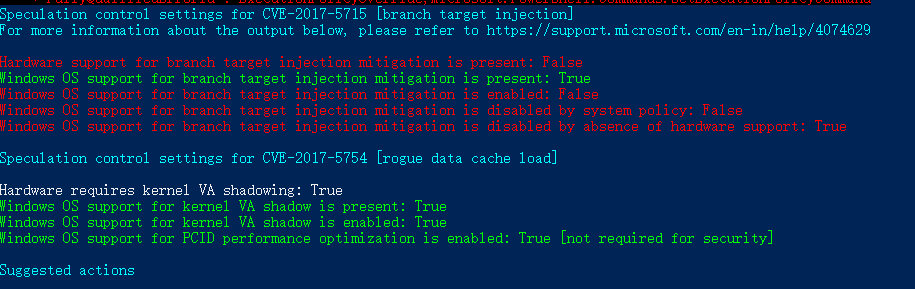 Speculation control settings for CVE-2017-5715 [branch target injection]
For more information about the output below, please refer to https://support.microsoft.com/en-in/help/4074629
Hardware support for branch target injection mitigation is present: False
Windows OS support for branch target injection mitigation is present: True
Windows OS support for branch target injection mitigation is enabled: False
Windows OS support for branch target injection mitigation is disabled by system policy: False
Windows OS support for branch target injection mitigation is disabled by absence of hardware support: True
Speculation control settings for CVE-2017-5754 [rogue data cache load]
Hardware requires kernel VA shadowing: True
Windows OS support for kernel VA shadow is present: True
Windows OS support for kernel VA shadow is enabled: True
Windows OS support for PCID performance optimization is enabled: True [not required for security]
Suggested actions